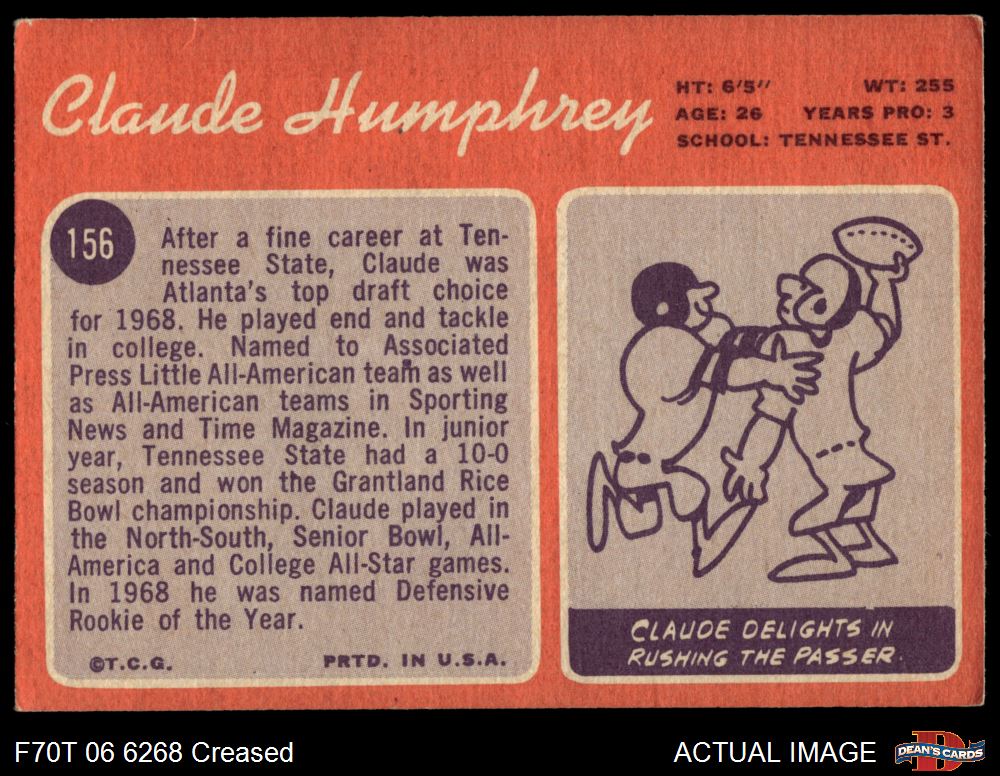 Claude Humphrey
HT: 6'5" WT: 255
AGE: 26 YEARS PRO: 3
SCHOOL: TENNESSEE ST.
156
After a fine career at Ten-
nessee State, Claude was
Atlanta's top draft choice
for 1968. He played end and tackle
in college. Named to Associated
Press Little All-American team as well
as All-American teams in Sporting
News and Time Magazine. In junior
year, Tennessee State had a 10-0
season and won the Grantland Rice
Bowl championship. Claude played in
the North-South, Senior Bowl, All-
America and College All-Star games.
In 1968 he was named Defensive
Rookie of the Year.
©T.C.G. PRTD. IN U.S.A.
CLAUDE DELIGHTS IN
RUSHING THE PASSER.
F70T 06 6268 Creased
ACTUAL IMAGE
D
DEAN'S CARDS